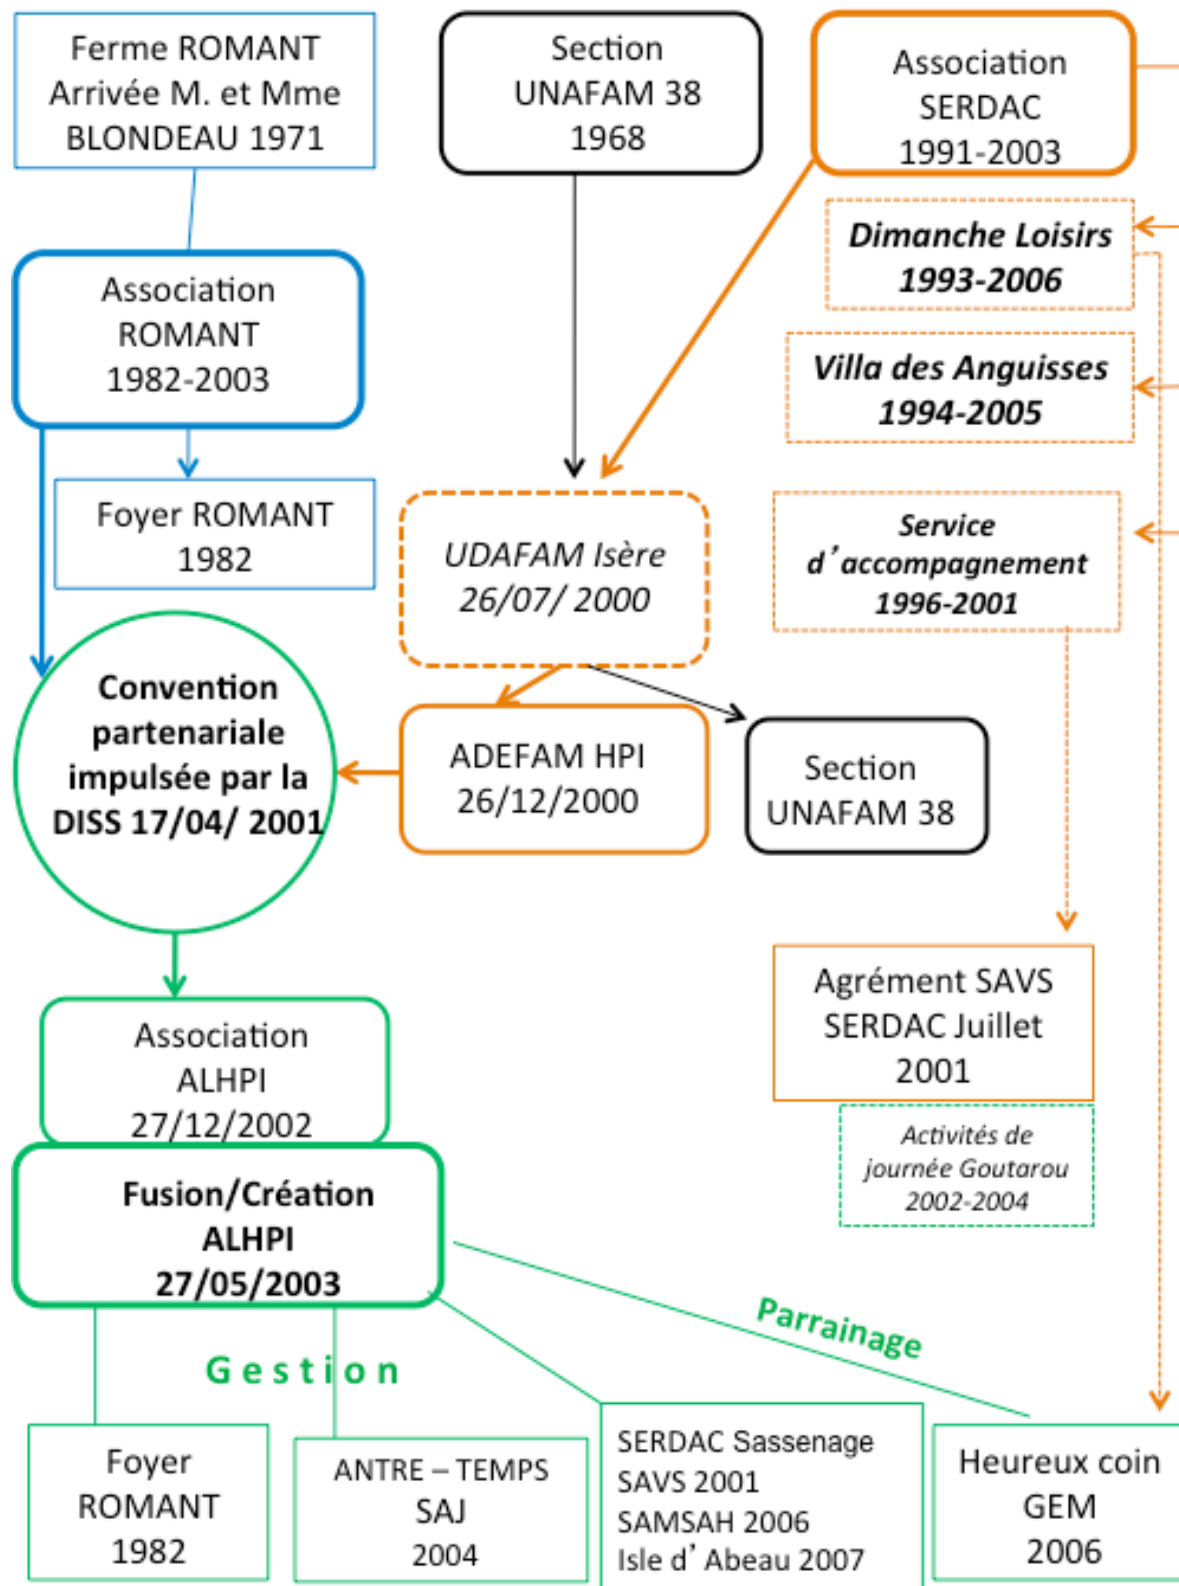 Ferme ROMANT
Arrivée M. et Mme
BLONDEAU 1971
Section
UNAFAM 38
1968
Association
SERDAC
1991-2003
Dimanche Loisirs
1993-2006
Association
ROMANT
1982-2003
Villa des Anguisses
1994-2005
Foyer ROMANT
1982
UDAFAM Isère
26/07/ 2000
Service
d’accompagnement
1996-2001
Convention
partenariale
impulsée par la
DISS 17/04/ 2001
ADEFAM HPI
26/12/2000
Section
UNAFAM 38
Agrément SAVS
SERDAC Juillet
2001
Association
ALHPI
27/12/2002
Activités de
journée Goutarou
2002-2004
Fusion/Création
ALHPI
27/05/2003
Gestion
Parrainage
Foyer
ROMANT
1982
ANTRE – TEMPS
SAJ
2004
SERDAC Sassenage
SAVS 2001
SAMSAH 2006
Isle d’ Abeau 2007
Heureux coin
GEM
2006